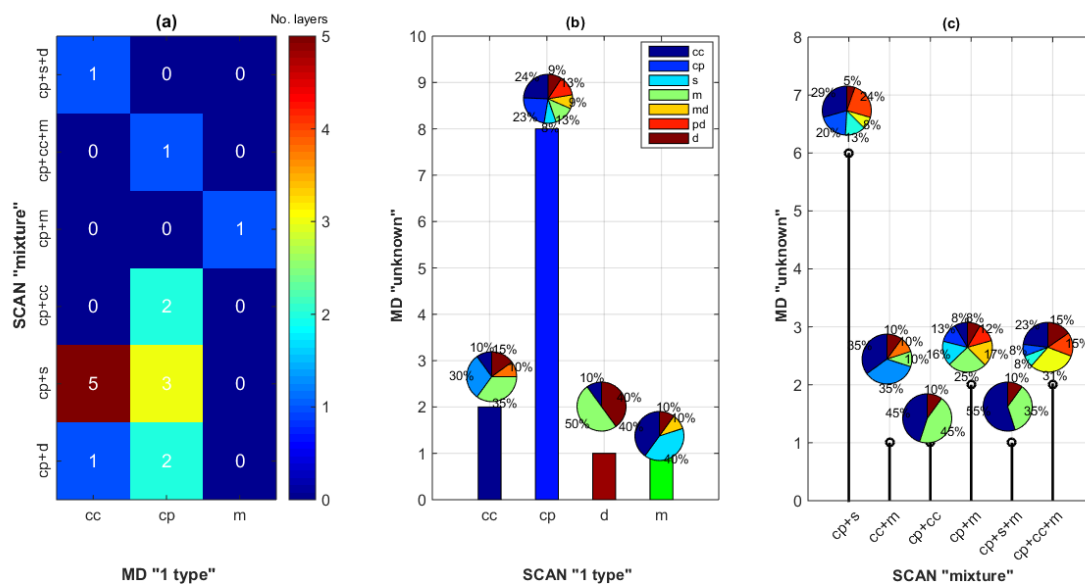 (a)
No. layers
SCAN "mixture"
cp+s+d
cp+cc+m
cp+m
cp+cc
cp+s
cp+d
1 0 0
0 1 0
0 0 1
0 2 0
5 3 0
1 2 0
cc cp m
MD "1 type"
5
4
3
2
1
0
(b)
MD "unknown"
10
9
8
7
6
5
4
3
2
1
0
cc
cp
s
m
md
pd
d
24% 9% 13% 9% 13% 8% 23%
10% 15% 10% 35% 30%
10% 40% 50%
10% 10% 40% 40%
cc cp d m
SCAN "1 type"
(c)
MD "unknown"
8
7
6
5
4
3
2
1
0
29% 5% 24% 8% 13% 20%
35% 10% 10% 10% 35%
45% 10% 45%
13% 8% 8% 12% 17% 25% 16%
55% 10% 35%
23% 15% 15% 31% 8% 8%
cp+s
cc+m
cp+cc
cp+m
cp+s+m
cp+cc+m
SCAN "mixture"